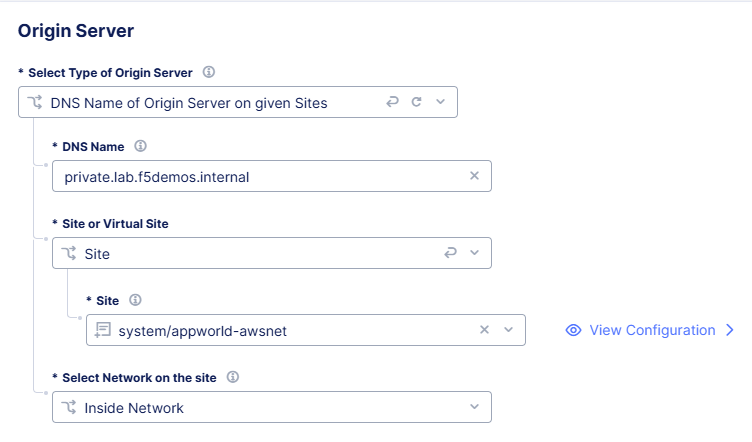 Origin Server
* Select Type of Origin Server
DNS Name of Origin Server on given Sites
* DNS Name
private.lab.f5demos.internal
* Site or Virtual Site
Site
* Site
system/appworld-awsnet
View Configuration
* Select Network on the site
Inside Network